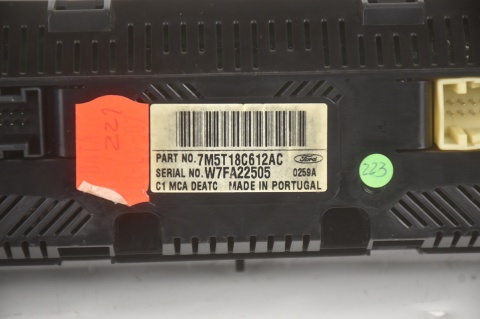 221
PART NO. 7M5T18C612AC
Ford
SERIAL NO. W7FA22505
0259A
C1 MCA DEATC MADE IN PORTUGAL
223